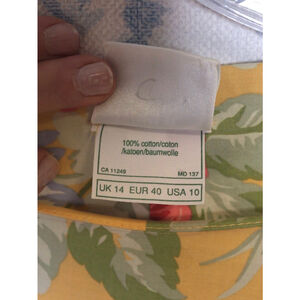 100% cotton/coton
/katoen/baumwolle
CA 11249 MD 137
UK 14 EUR 40 USA 10